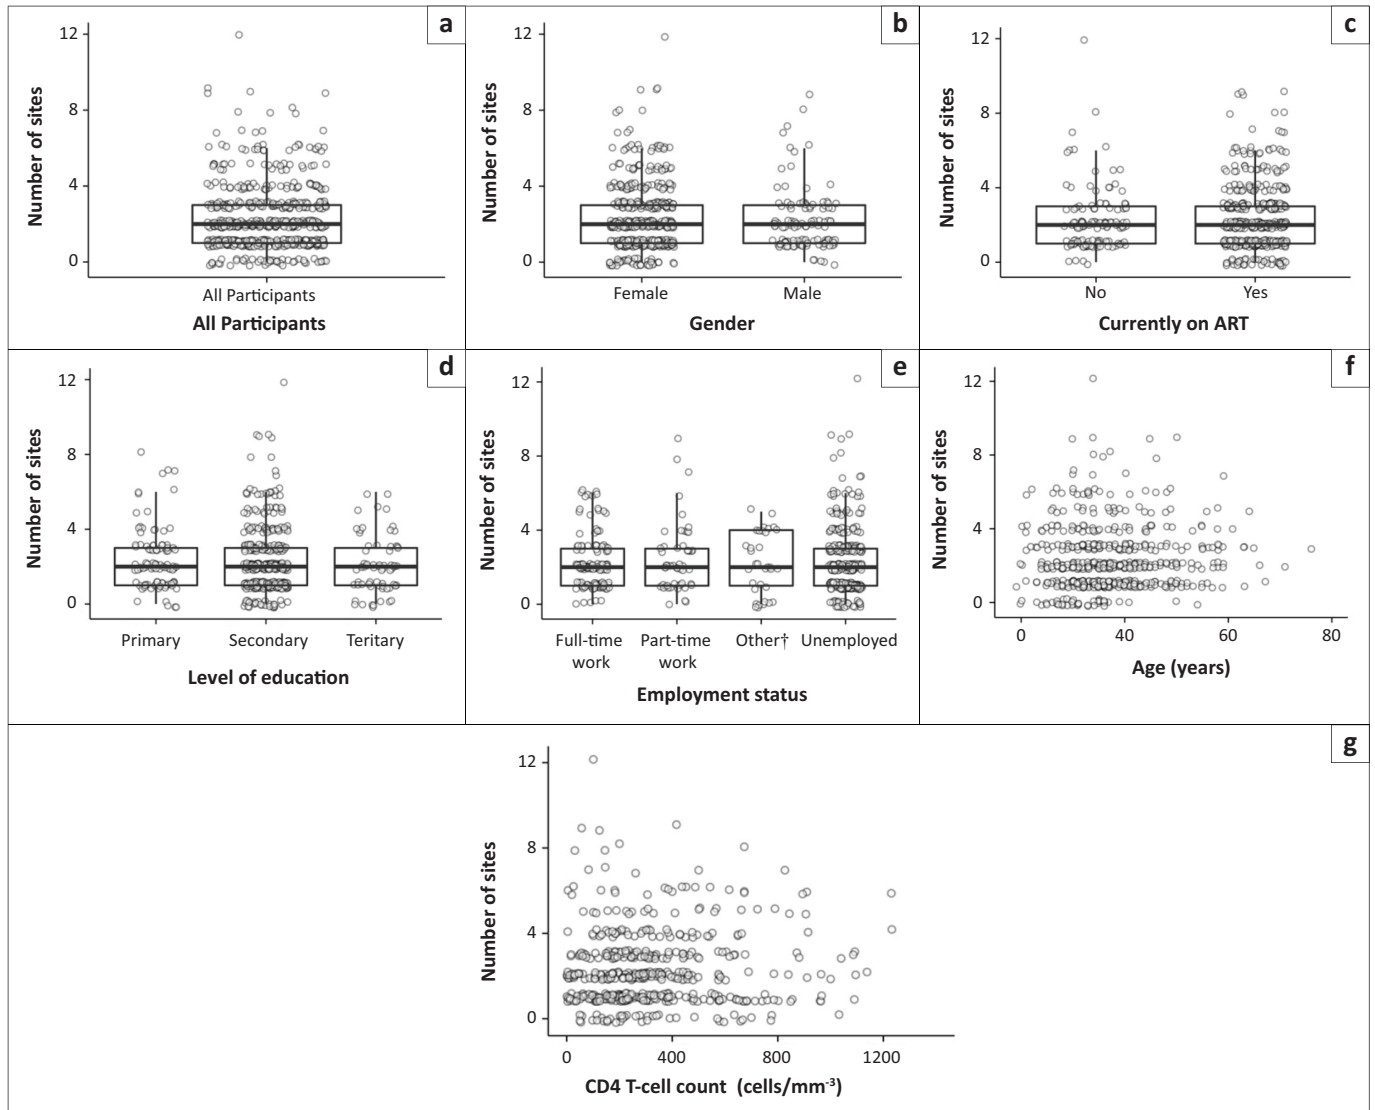 a
12
8
4
0
Number of sites
All Participants
All Participants
b
12
8
4
0
Number of sites
Female Male
Gender
c
12
8
4
0
Number of sites
No Yes
Currently on ART
d
12
8
4
0
Number of sites
Primary Secondary Teritary
Level of education
e
12
8
4
0
Number of sites
Full-time Part-time Other† Unemployed
work work
Employment status
f
12
8
4
0
Number of sites
0 40 60 80
Age (years)
g
12
8
4
0
Number of sites
0 400 800 1200
CD4 T-cell count (cells/mm⁻³)